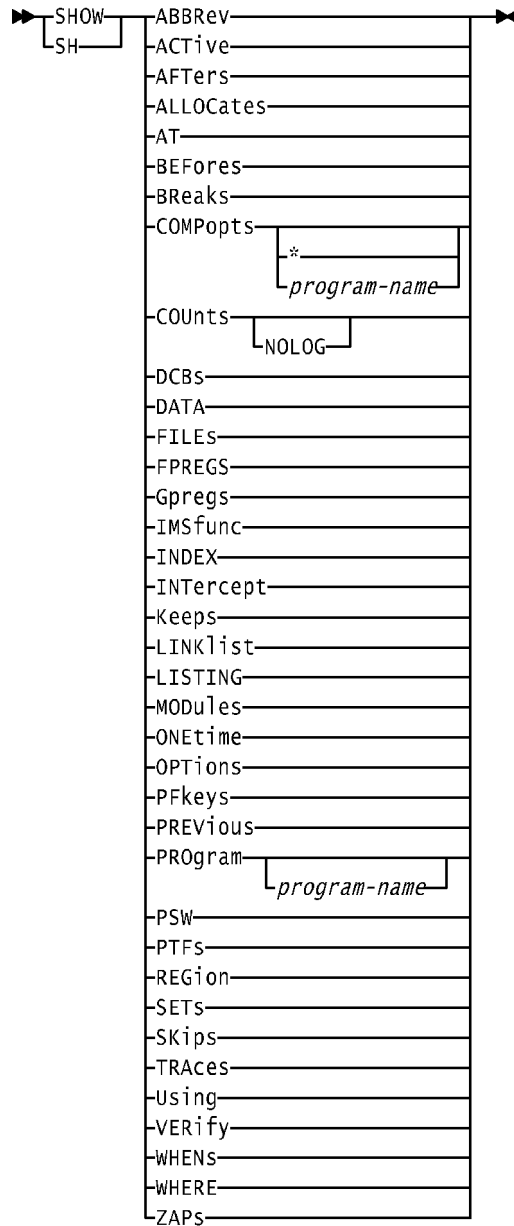 SHOW ABBRev
SH ACTive
AFTers
ALLOCates
AT
BEFores
BReaks
COMPopts
*
program-name
COUnts
NOLOG
DCBs
DATA
FILEs
FPREGS
Gpregs
IMSfunc
INDEX
INTercept
Keeps
LINKlist
LISTING
MODules
ONEtime
OPTions
PFkeys
PREVious
PROgram
program-name
PSW
PTFs
REGion
SETs
SKips
TRAces
Using
VERify
WHENs
WHERE
ZAPs